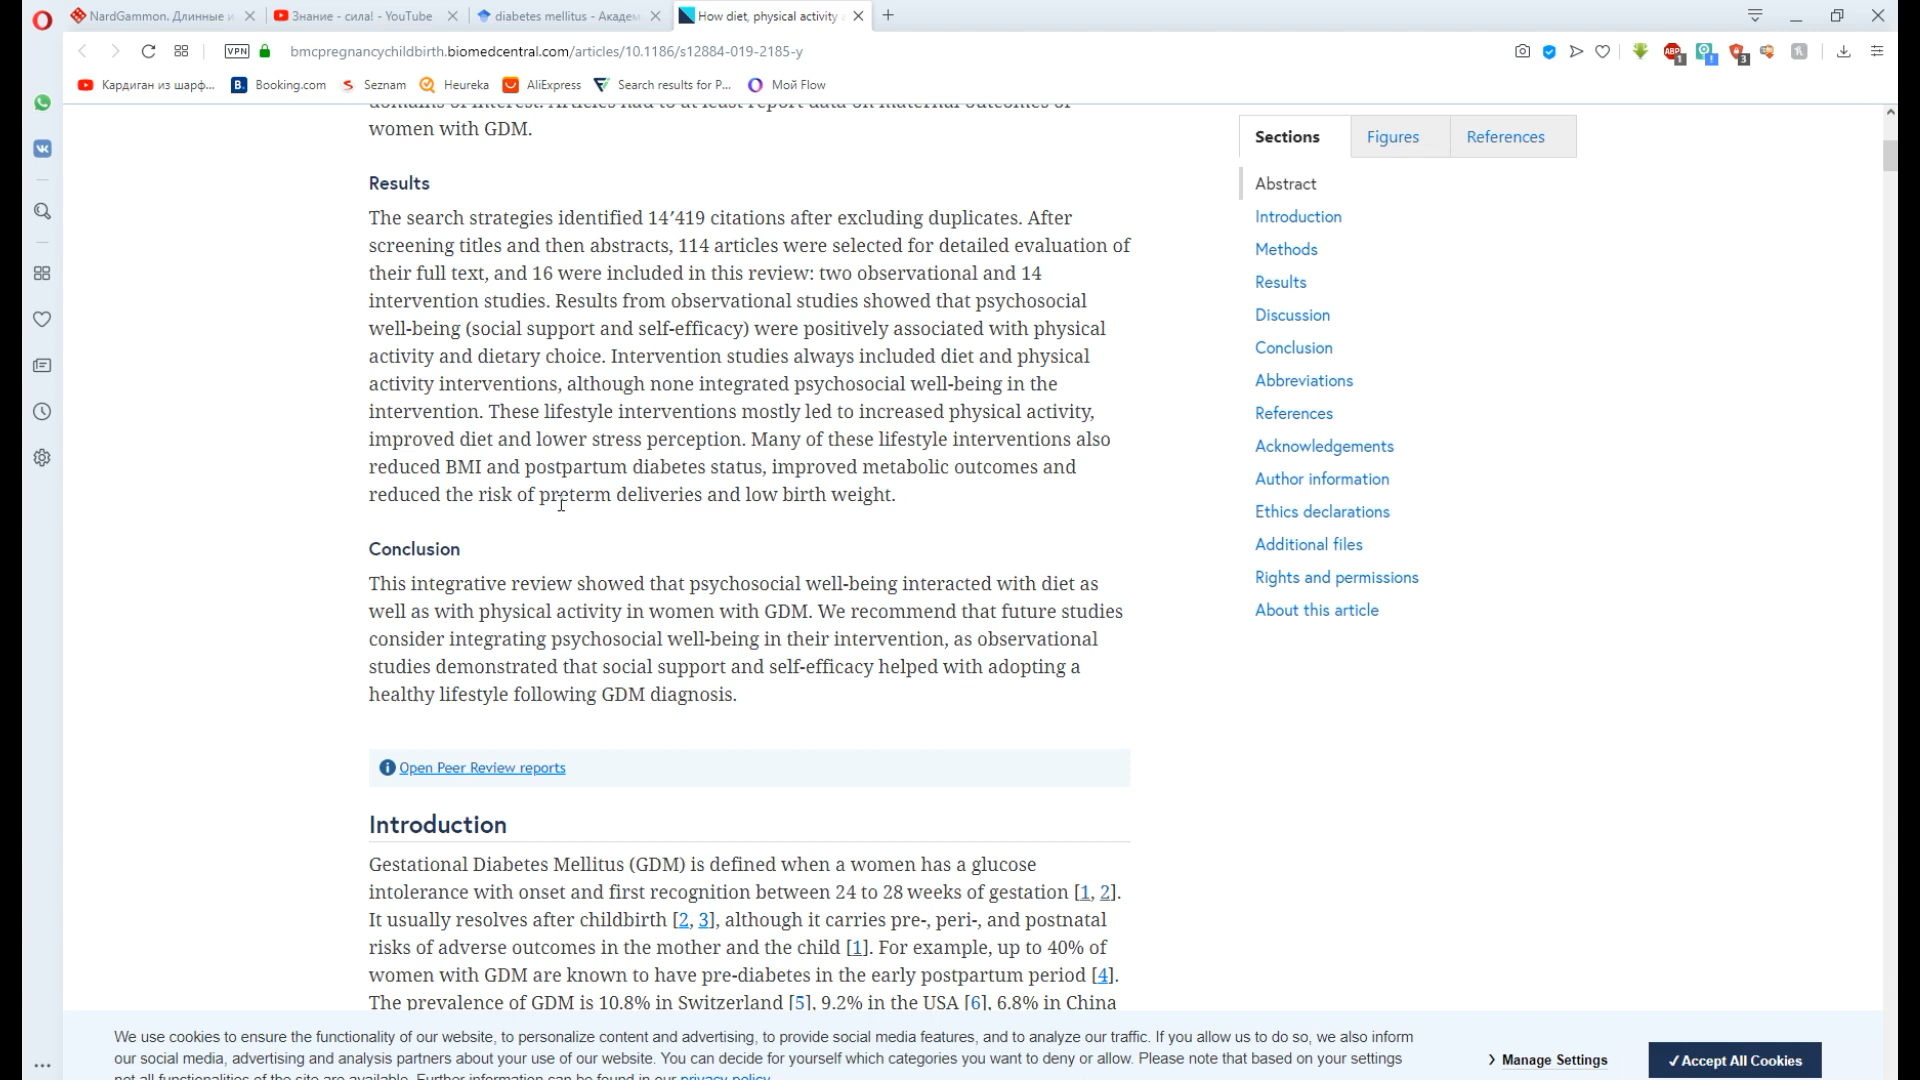 NardGammon. Длинные и
Знание - сила! - YouTube
diabetes mellitus - Академ
How diet, physical activity a
VPN
bmcpregnancychildbirth.biomedcentral.com/articles/10.1186/s12884-019-2185-y
ABP
1
!
3
Кардиган из шарф...
B.
Booking.com
Seznam
Heureka
AliExpress
Search results for P...
Мой Flow
domains of interest. Articles had to at least report data on maternal outcomes of
women with GDM.
Results
The search strategies identified 14′419 citations after excluding duplicates. After
screening titles and then abstracts, 114 articles were selected for detailed evaluation of
their full text, and 16 were included in this review: two observational and 14
intervention studies. Results from observational studies showed that psychosocial
well-being (social support and self-efficacy) were positively associated with physical
activity and dietary choice. Intervention studies always included diet and physical
activity interventions, although none integrated psychosocial well-being in the
intervention. These lifestyle interventions mostly led to increased physical activity,
improved diet and lower stress perception. Many of these lifestyle interventions also
reduced BMI and postpartum diabetes status, improved metabolic outcomes and
reduced the risk of preterm deliveries and low birth weight.
Conclusion
This integrative review showed that psychosocial well-being interacted with diet as
well as with physical activity in women with GDM. We recommend that future studies
consider integrating psychosocial well-being in their intervention, as observational
studies demonstrated that social support and self-efficacy helped with adopting a
healthy lifestyle following GDM diagnosis.
Open Peer Review reports
Introduction
Gestational Diabetes Mellitus (GDM) is defined when a women has a glucose
intolerance with onset and first recognition between 24 to 28 weeks of gestation [1, 2].
It usually resolves after childbirth [2, 3], although it carries pre-, peri-, and postnatal
risks of adverse outcomes in the mother and the child [1]. For example, up to 40% of
women with GDM are known to have pre-diabetes in the early postpartum period [4].
The prevalence of GDM is 10.8% in Switzerland [5], 9.2% in the USA [6], 6.8% in China
Sections
Figures
References
Abstract
Introduction
Methods
Results
Discussion
Conclusion
Abbreviations
References
Acknowledgements
Author information
Ethics declarations
Additional files
Rights and permissions
About this article
We use cookies to ensure the functionality of our website, to personalize content and advertising, to provide social media features, and to analyze our traffic. If you allow us to do so, we also inform
our social media, advertising and analysis partners about your use of our website. You can decide for yourself which categories you want to deny or allow. Please note that based on your settings
not all functionalities of the site are available. Further information can be found in our privacy policy.
Manage Settings
✓Accept All Cookies